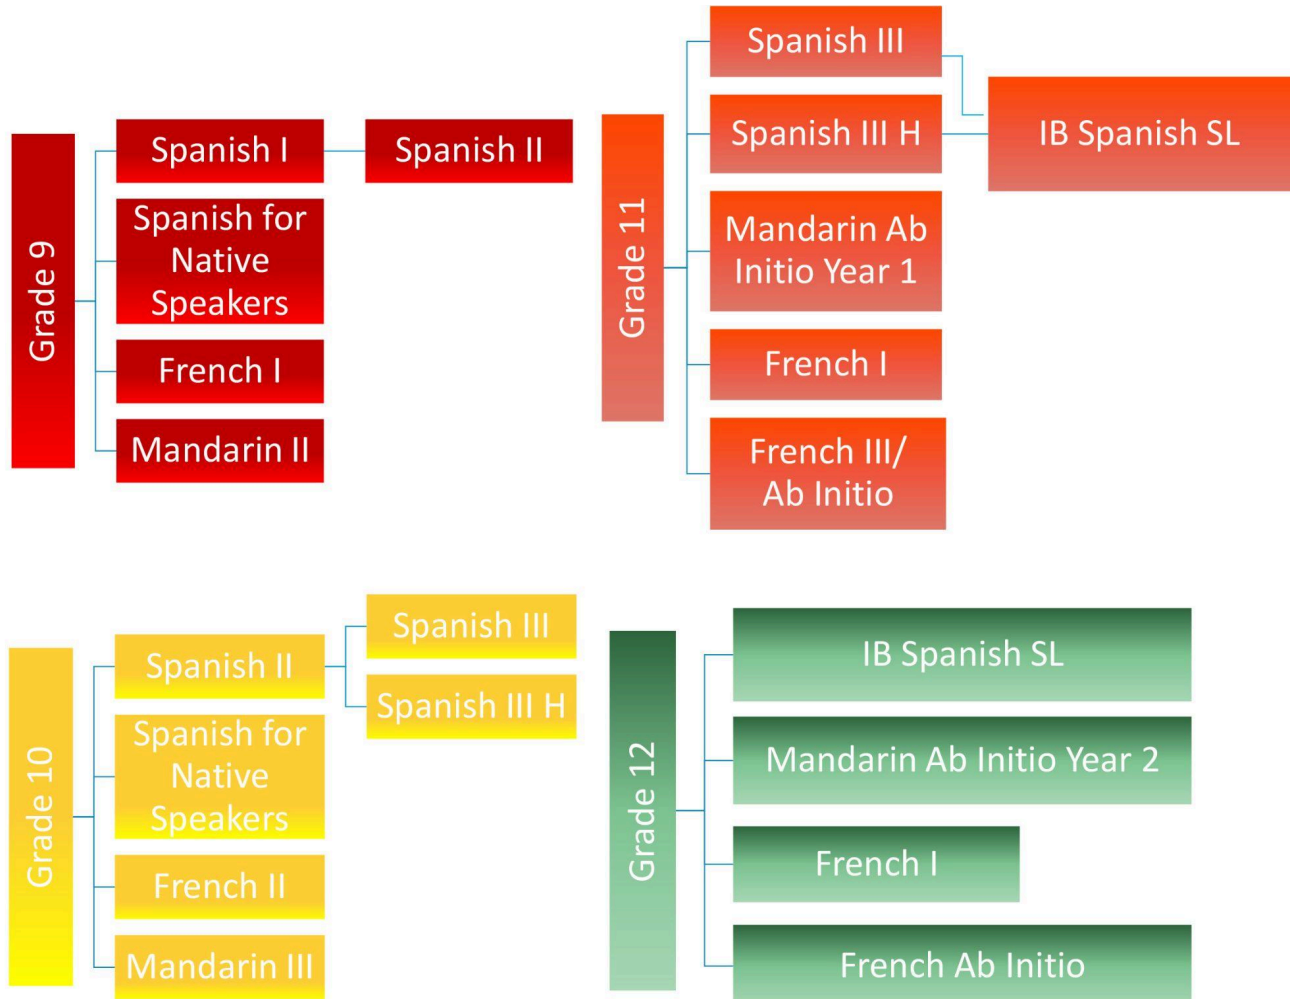 Grade 9
Spanish I
Spanish II
Spanish for
Native
Speakers
French I
Mandarin II
Grade 11
Spanish III
Spanish III H
IB Spanish SL
Mandarin Ab
Initio Year 1
French I
French III/
Ab Initio
Grade 10
Spanish II
Spanish III
Spanish III H
Spanish for
Native
Speakers
French II
Mandarin III
Grade 12
IB Spanish SL
Mandarin Ab Initio Year 2
French I
French Ab Initio